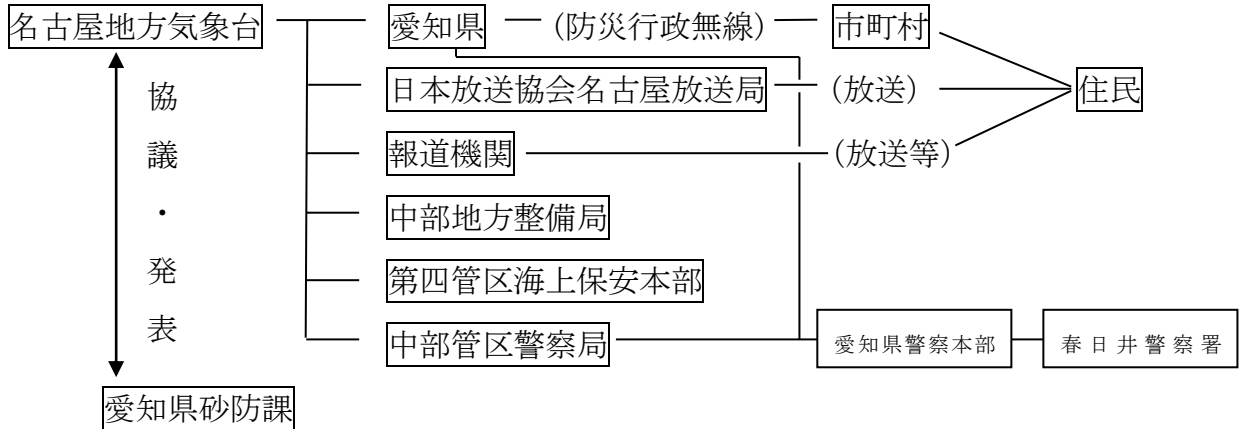 名古屋地方気象台 愛知県 (防災行政無線) 市町村
協議・発表
日本放送協会名古屋放送局 (放送) 住民
報道機関 (放送等)
中部地方整備局
第四管区海上保安本部
中部管区警察局 愛知県警察本部 春日井警察署
愛知県砂防課